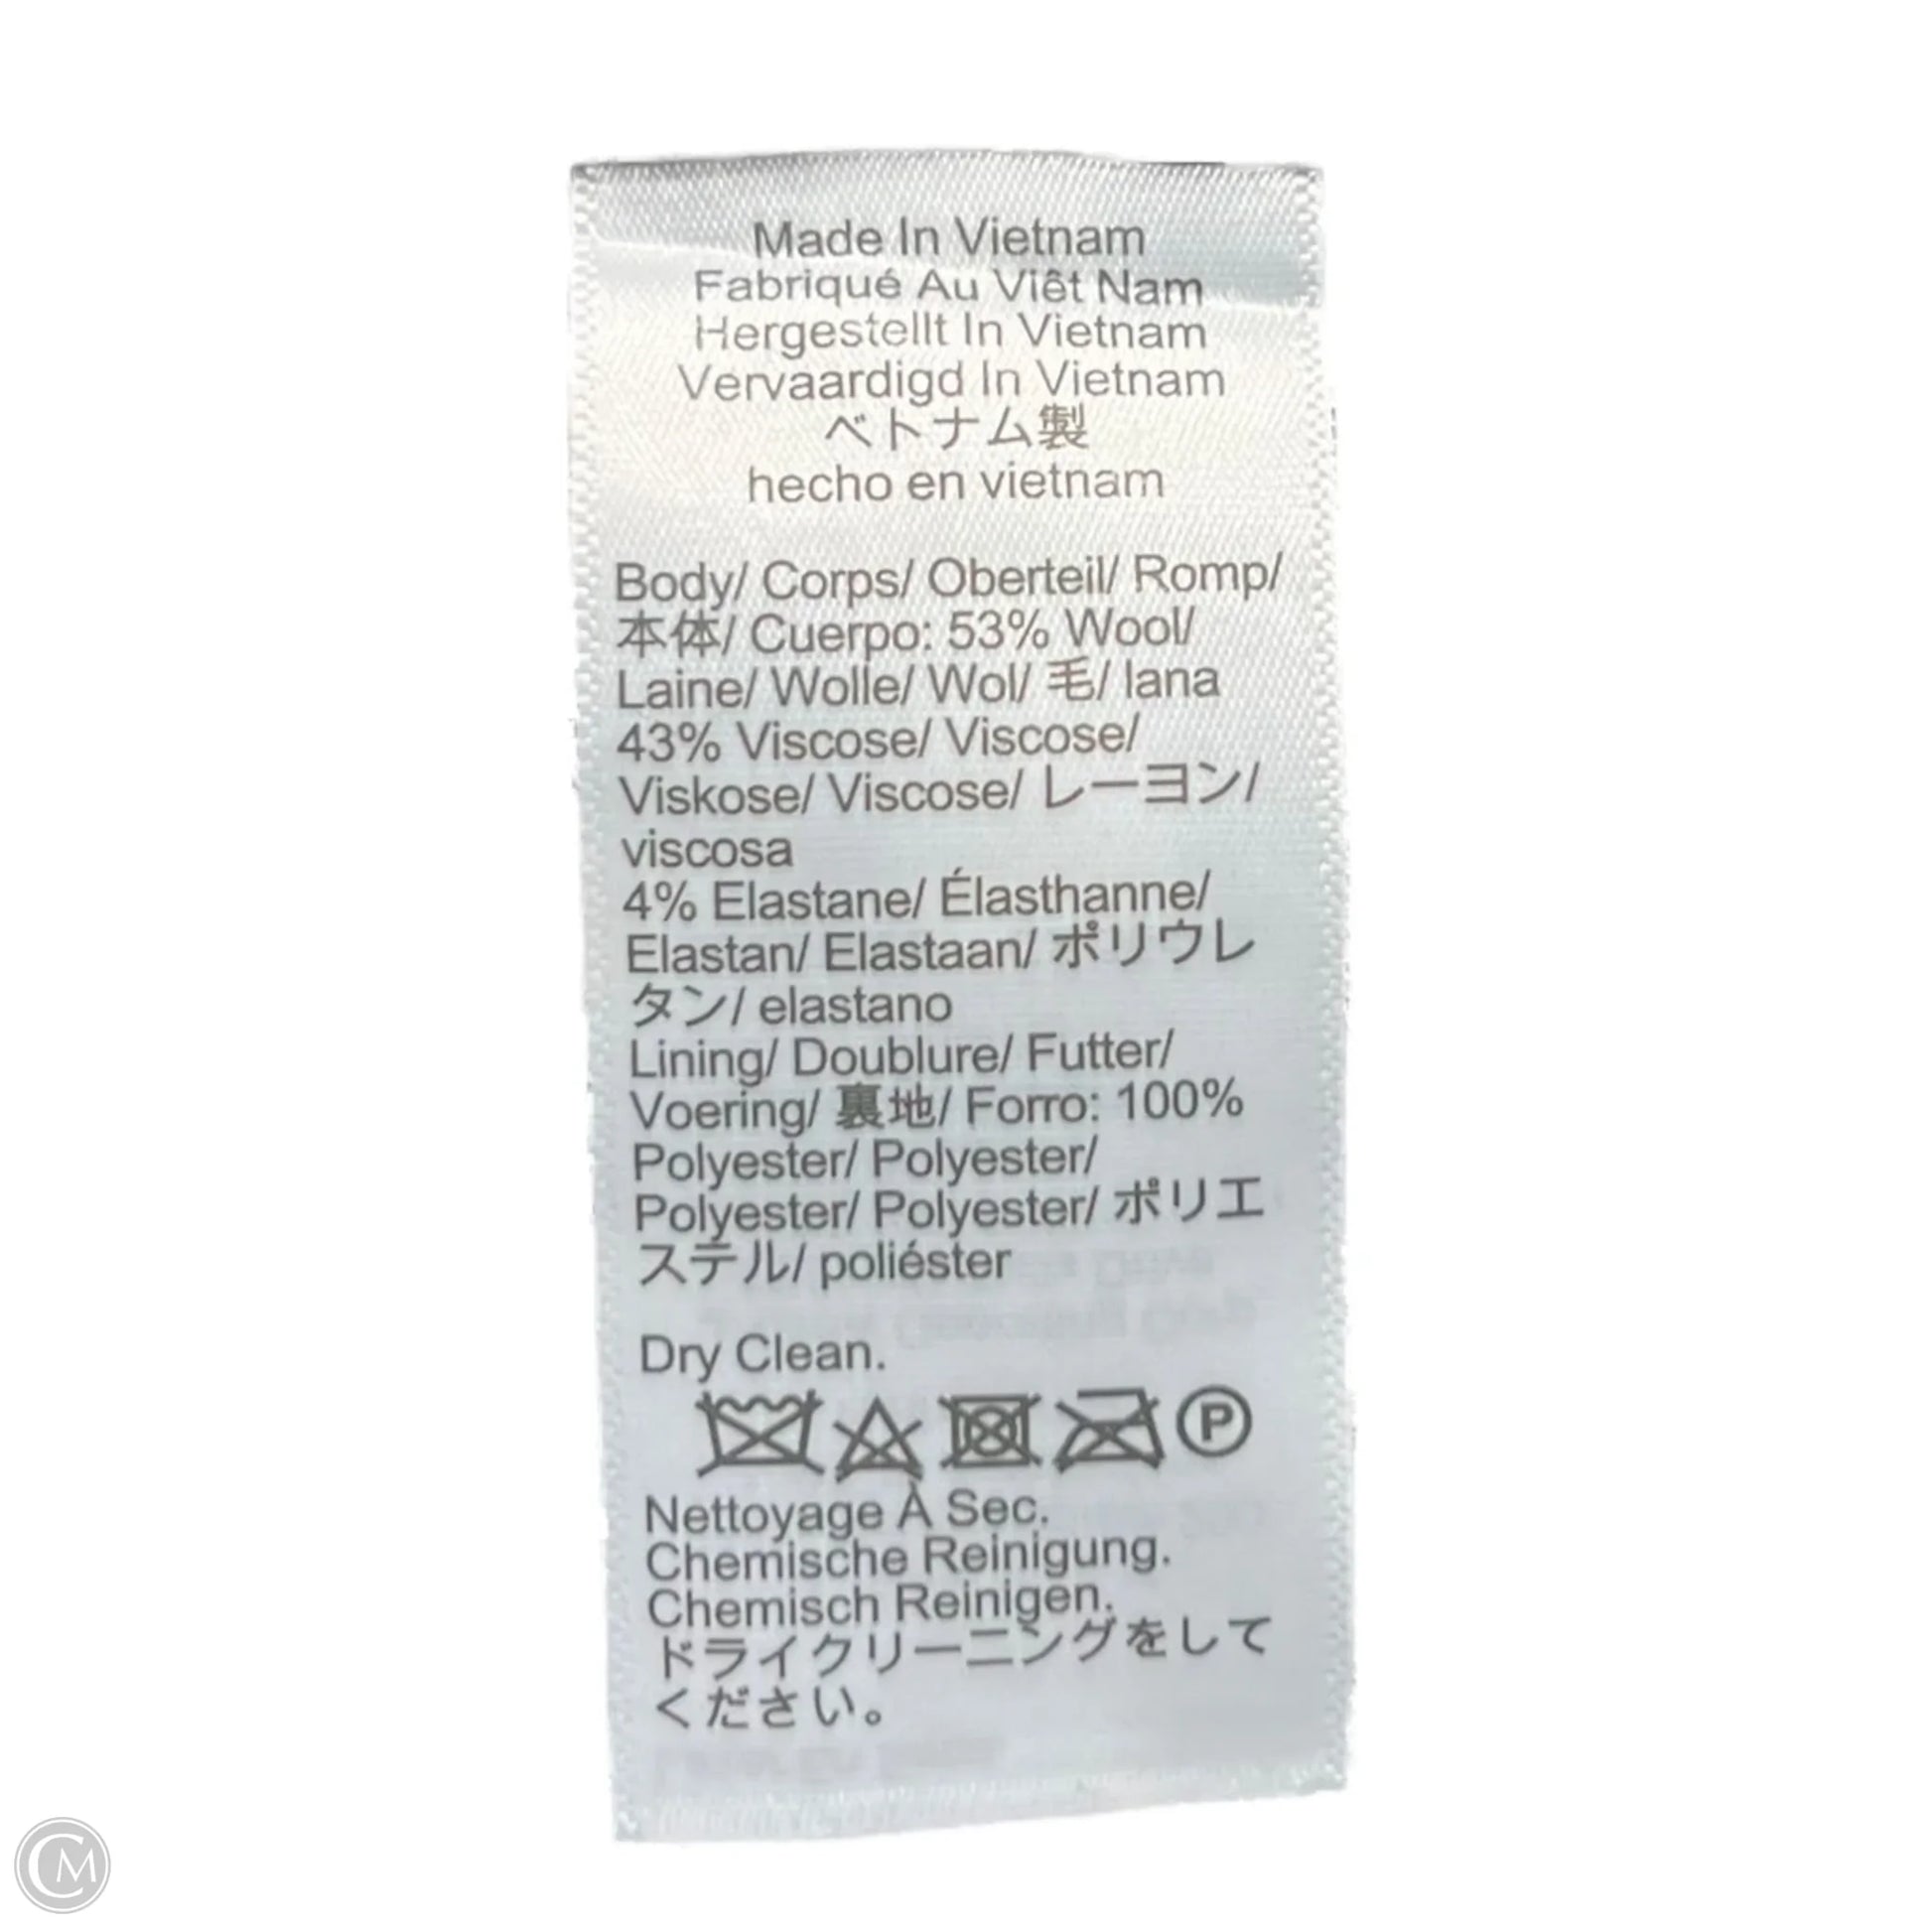 Made In Vietnam
Fabriqué Au Viêt Nam
Hergestellt In Vietnam
Vervaardigd In Vietnam
ベトナム製
hecho en vietnam
Body/ Corps/ Oberteil/ Romp/
本体/ Cuerpo: 53% Wool/
Laine/ Wolle/ Wol/ 毛/ lana
43% Viscose/ Viscose/
Viskose/ Viscose/ レーヨン/
viscosa
4% Elastane/ Élasthanne/
Elastan/ Elastaan/ ポリウレ
タン/ elastano
Lining/ Doublure/ Futter/
Voering/ 裏地/ Forro: 100%
Polyester/ Polyester/
Polyester/ Polyester/ ポリエ
ステル/ poliéster
Dry Clean.
P
Nettoyage À Sec.
Chemische Reinigung.
Chemisch Reinigen.
ドライクリーニングをして
ください。
CM